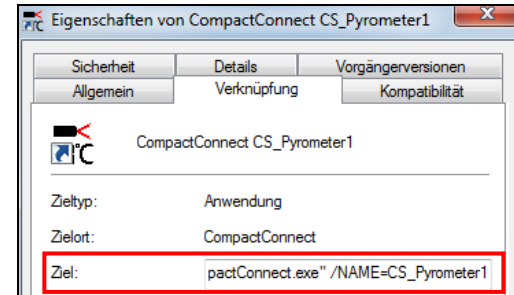 Eigenschaften von CompactConnect CS_Pyrometer1
Sicherheit Details Vorgängerversionen
Allgemein Verknüpfung Kompatibilität
°C CompactConnect CS_Pyrometer1
Zieltyp: Anwendung
Zielort: CompactConnect
Ziel: pactConnect.exe" /NAME=CS_Pyrometer1